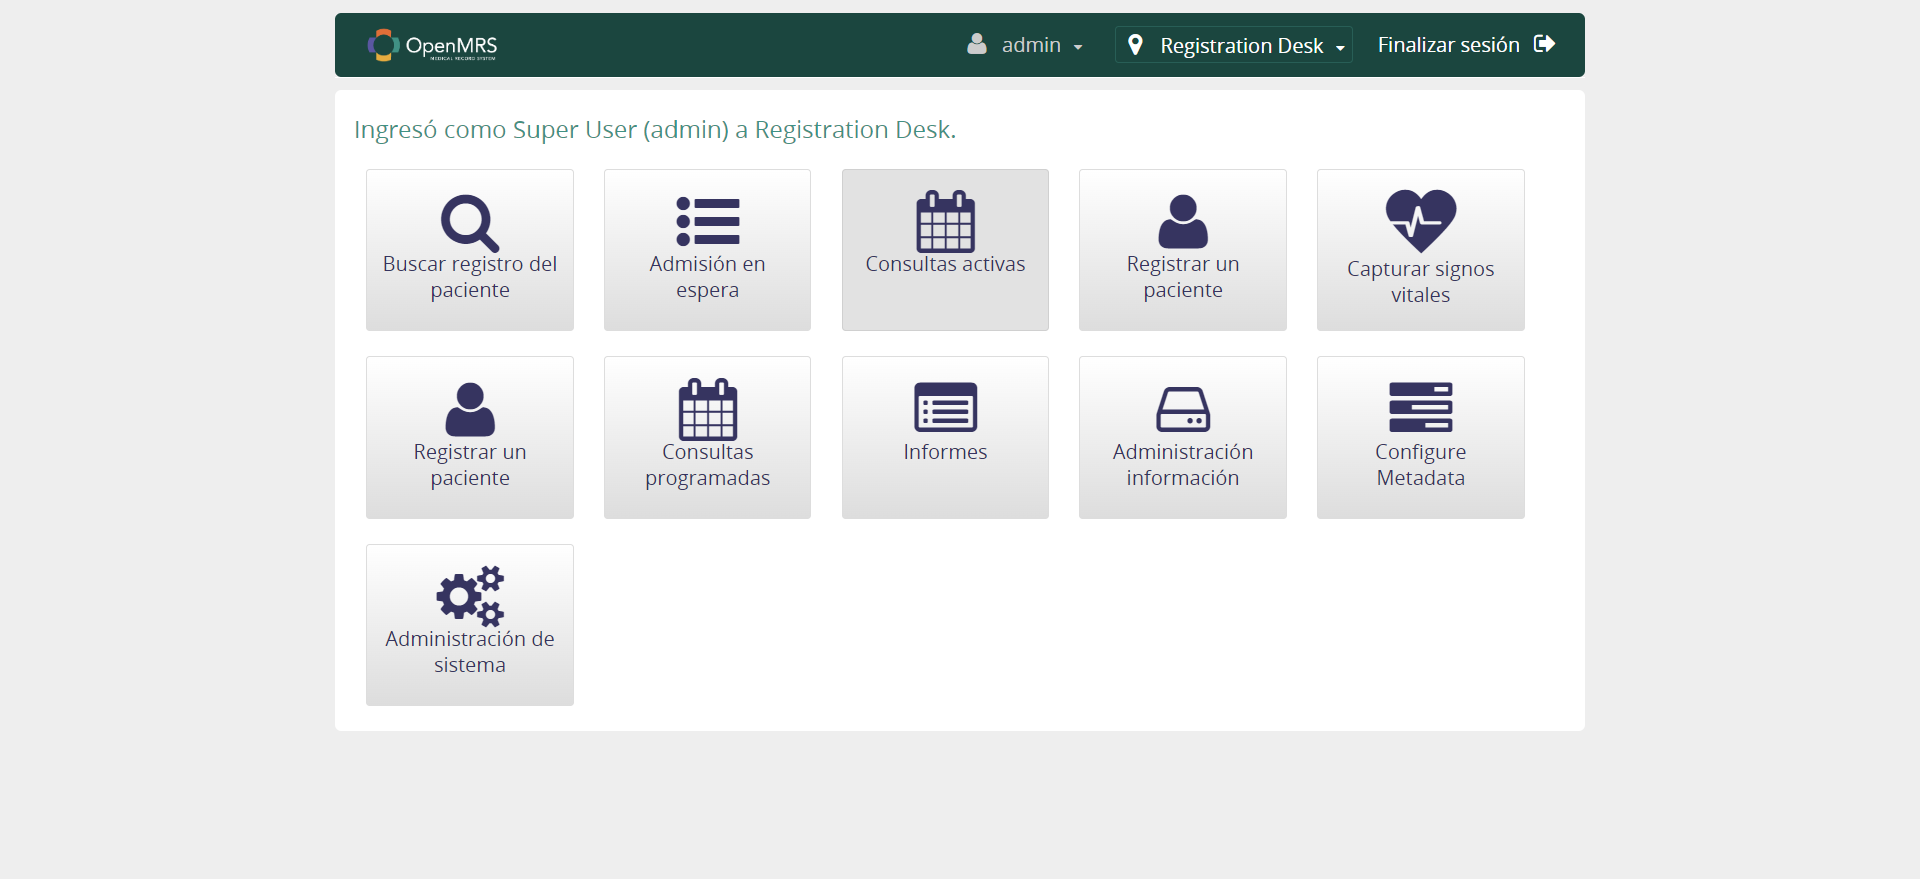 OpenMRS
MEDICAL RECORD SYSTEM
admin
Registration Desk
Finalizar sesión
Ingresó como Super User (admin) a Registration Desk.
Buscar registro del
paciente
Admisión en
espera
Consultas activas
Registrar un
paciente
Capturar signos
vitales
Registrar un
paciente
Consultas
programadas
Informes
Administración
información
Configure
Metadata
Administración de
sistema